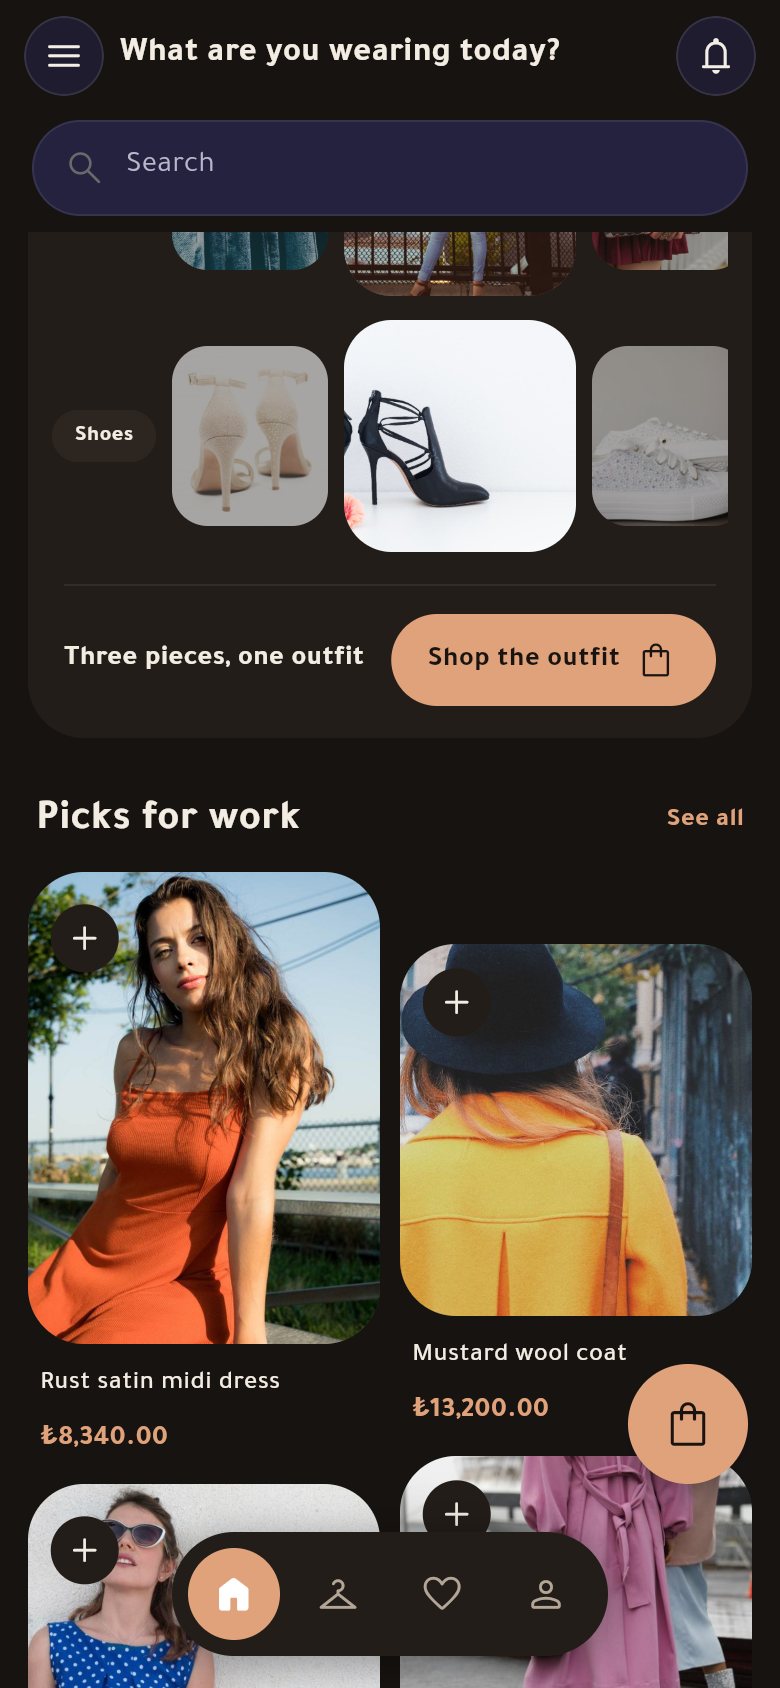 What are you wearing today?
Search
Shoes
Three pieces, one outfit
Shop the outfit
Picks for work
See all
Rust satin midi dress
₺8,340.00
Mustard wool coat
₺13,200.00